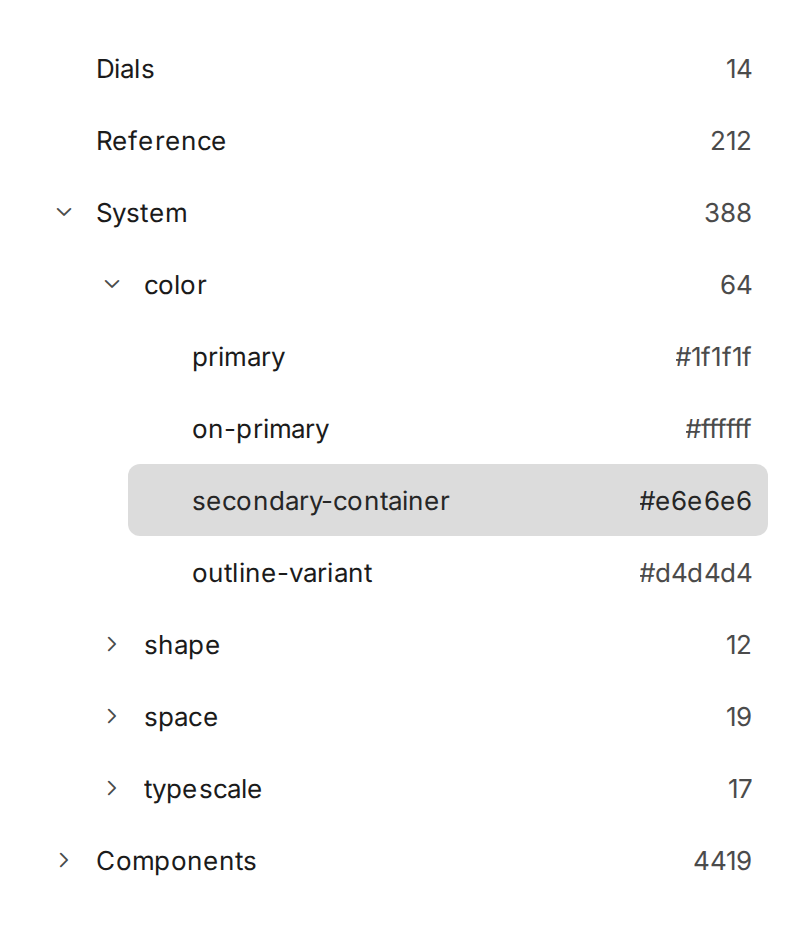 Dials 14
Reference 212
System 388
color 64
primary #1f1f1f
on-primary #ffffff
secondary-container #e6e6e6
outline-variant #d4d4d4
shape 12
space 19
typescale 17
Components 4419